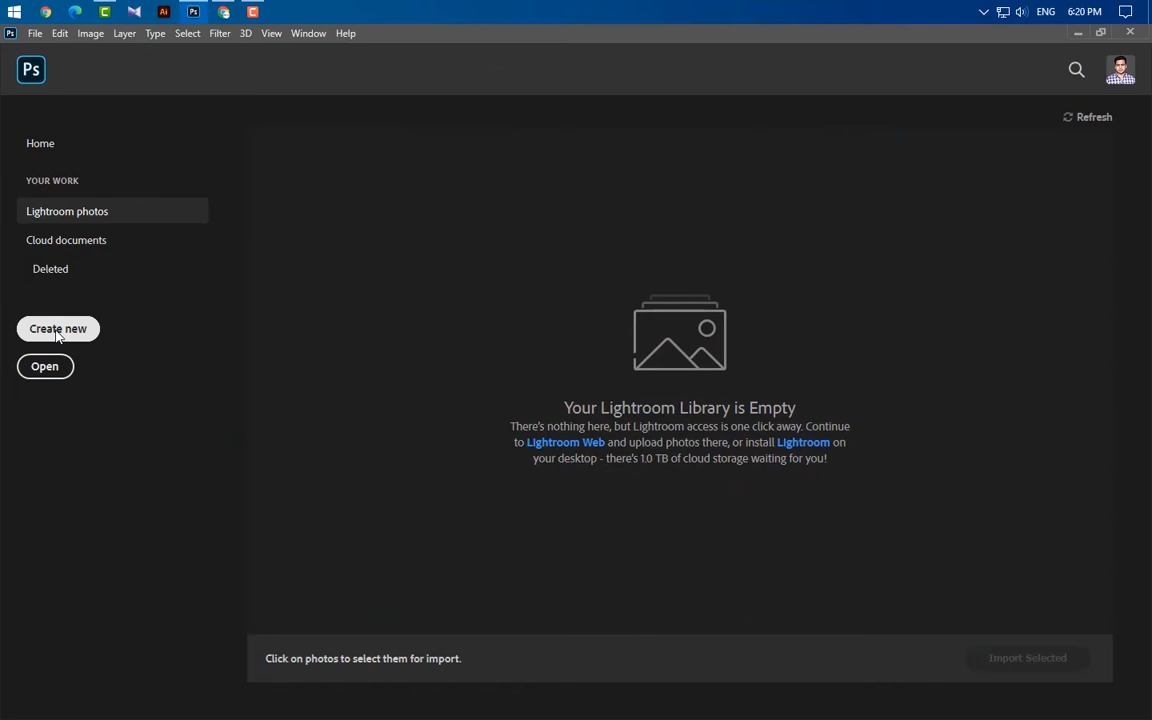 Ai
Ps
ENG
6:20 PM
Ps
File
Edit
Image
Layer
Type
Select
Filter
3D
View
Window
Help
Ps
Refresh
Home
YOUR WORK
Lightroom photos
Cloud documents
Deleted
Create new
Open
Your Lightroom Library is Empty
There's nothing here, but Lightroom access is one click away. Continue
to Lightroom Web and upload photos there, or install Lightroom on
your desktop - there's 1.0 TB of cloud storage waiting for you!
Click on photos to select them for import.
Import Selected